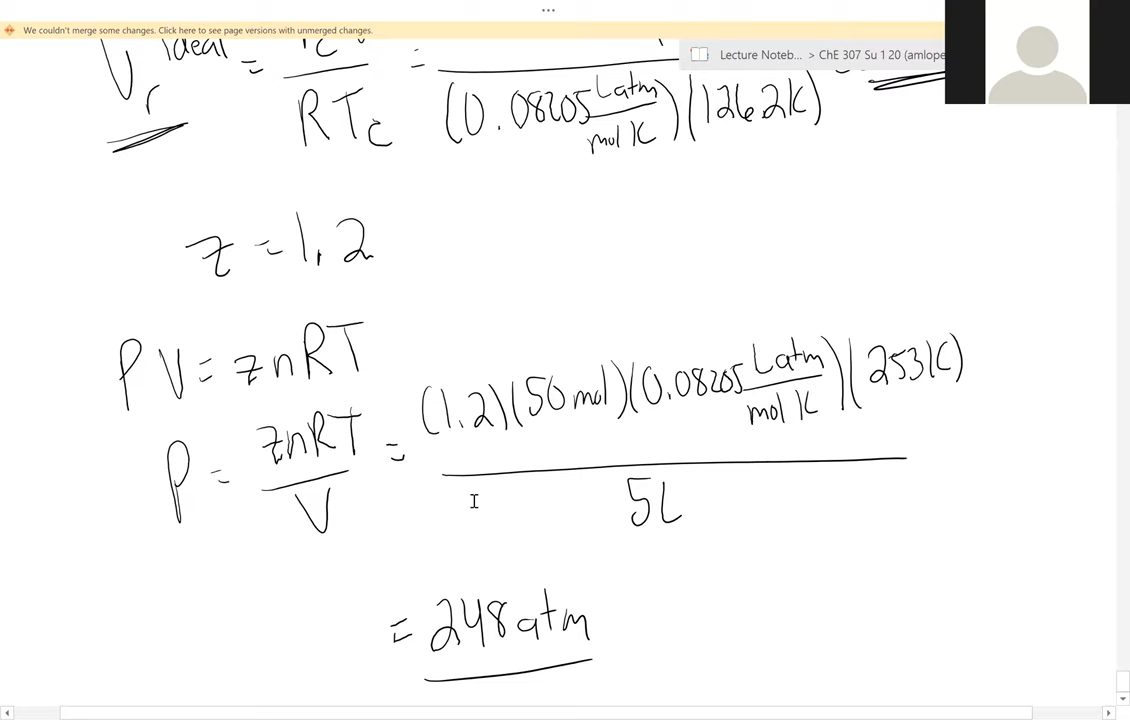 We couldn't merge some changes. Click here to see page versions with unmerged changes.
Lecture Noteb... > ChE 307 Su 1 20 (amlope
V_r^ideal = / RT_c = / (0.08205 L atm / mol K)(126.2K) =
z = 1.2
PV = znRT
P = znRT / V = (1.2)(50 mol)(0.08205 L atm / mol K)(253K) / 5L
= 248 atm